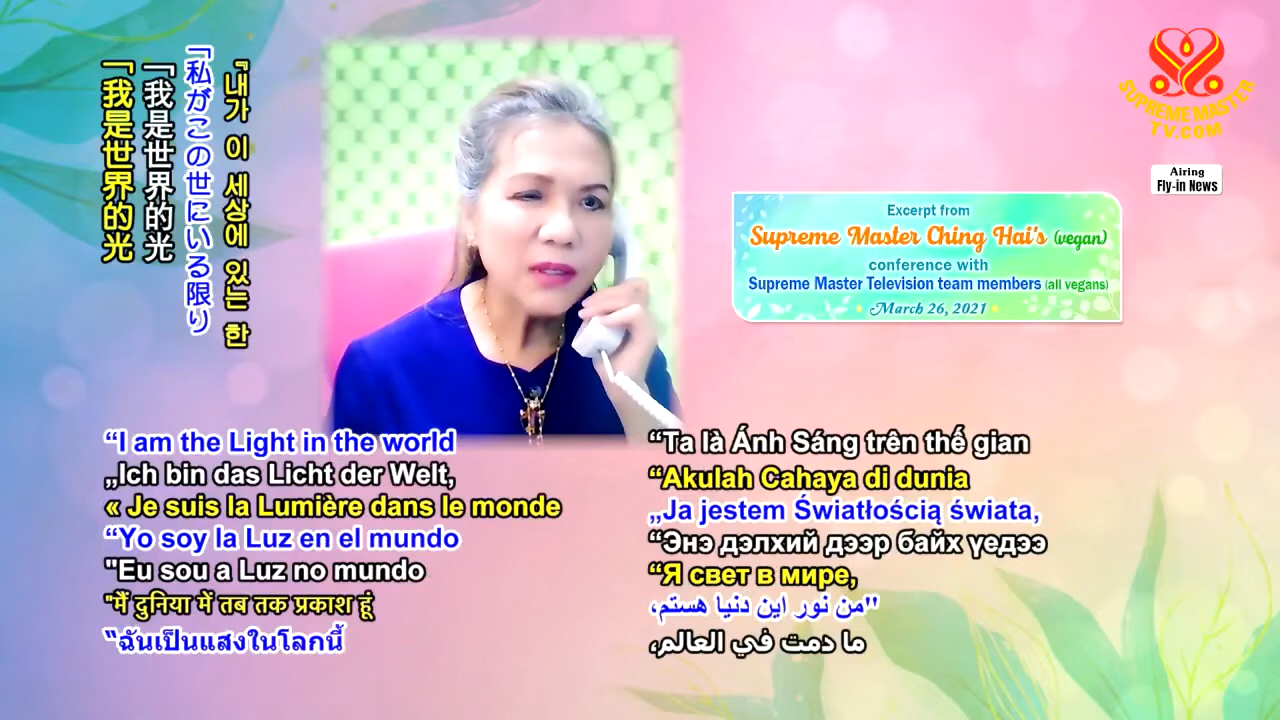 「我是世界的光
「我是世界的光
「私がこの世にいる限り
『내가 이 세상에 있는 한
SUPREME MASTER
TV.COM
Airing
Fly-in News
Excerpt from
Supreme Master Ching Hai's (vegan)
conference with
Supreme Master Television team members (all vegans)
March 26, 2021
“I am the Light in the world
„Ich bin das Licht der Welt,
« Je suis la Lumière dans le monde
“Yo soy la Luz en el mundo
"Eu sou a Luz no mundo
"मैं दुनिया में तब तक प्रकाश हूं
“ฉันเป็นแสงในโลกนี้
“Ta là Ánh Sáng trên thế gian
“Akulah Cahaya di dunia
„Ja jestem Światłością świata,
“Энэ дэлхий дээр байх үедээ
“Я свет в мире,
"من نور این دنیا هستم،
ما دمت في العالم،